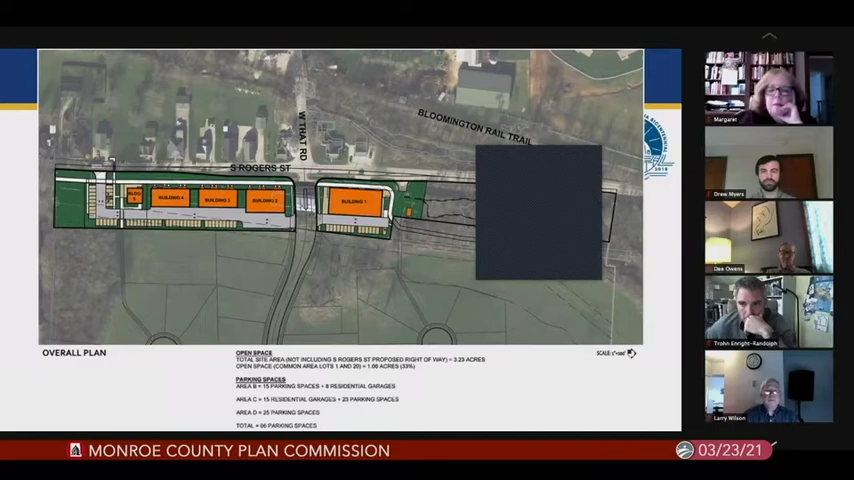 BLOOMINGTON RAIL TRAIL
W THAT RD
S ROGERS ST
BUILDING 4
BUILDING 3
BUILDING 2
BUILDING 1
OVERALL PLAN
OPEN SPACE
TOTAL SITE AREA (NOT INCLUDING S ROGERS ST PROPOSED RIGHT OF WAY) = 3.23 ACRES
OPEN SPACE (COMMON AREA LOTS 1 AND 20) = 1.06 ACRES (33%)
PARKING SPACES
AREA B = 15 PARKING SPACES + 8 RESIDENTIAL GARAGES
AREA C = 15 RESIDENTIAL GARAGES + 23 PARKING SPACES
AREA D = 25 PARKING SPACES
TOTAL = 66 PARKING SPACES
2018
Margaret
Drew Myers
Dee Owens
Trohn Enright-Randolph
Larry Wilson
MONROE COUNTY PLAN COMMISSION
03/23/21